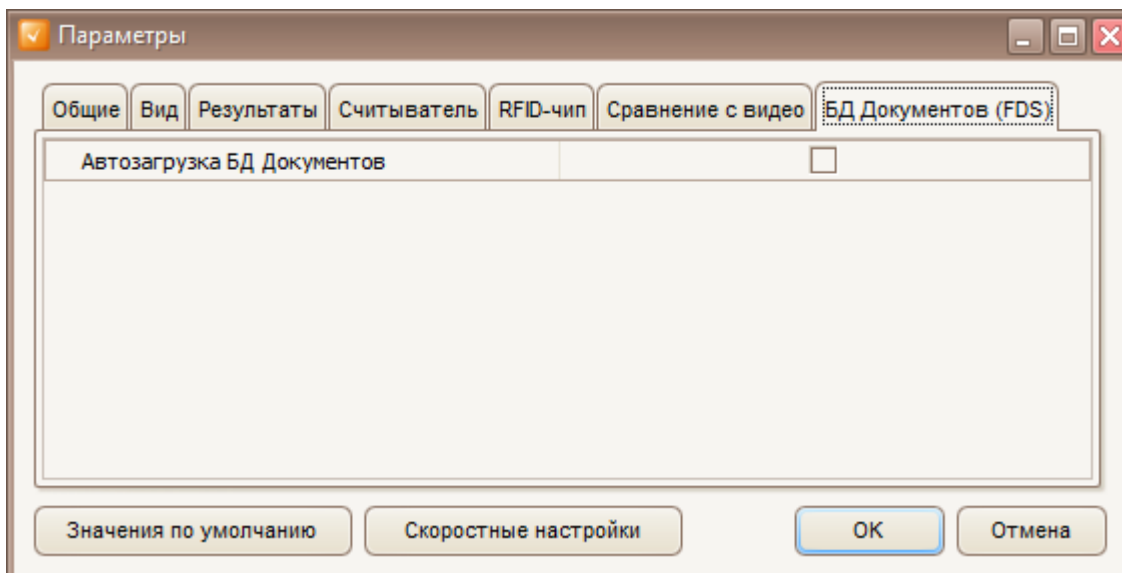 Параметры
Общие Вид Результаты Считыватель RFID-чип Сравнение с видео БД Документов (FDS)
Автозагрузка БД Документов
Значения по умолчанию Скоростные настройки OK Отмена